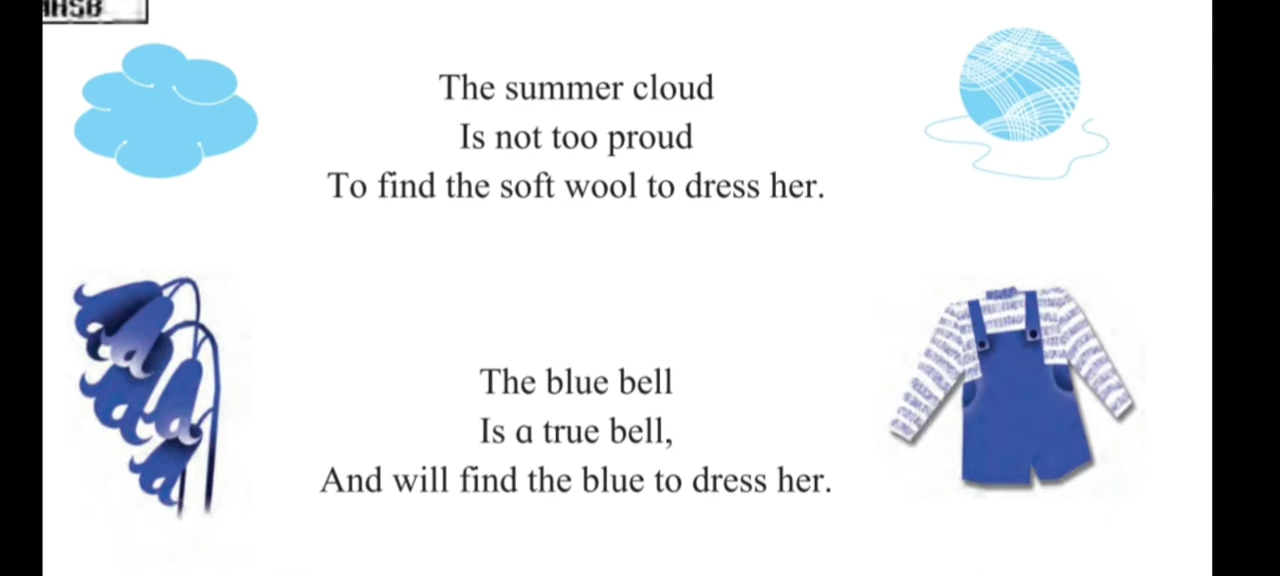 The summer cloud
Is not too proud
To find the soft wool to dress her.
The blue bell
Is a true bell,
And will find the blue to dress her.